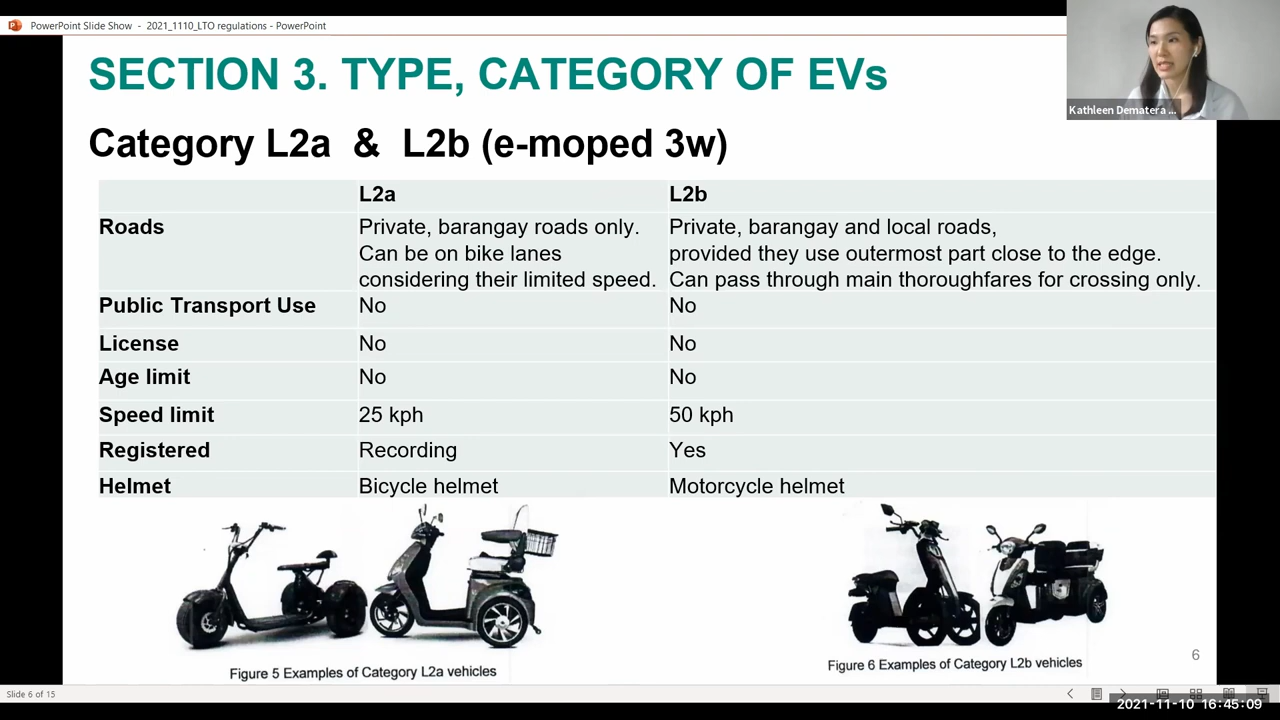 PowerPoint Slide Show - 2021_1110_LTO regulations - PowerPoint
Kathleen Dematera ...
SECTION 3. TYPE, CATEGORY OF EVs
Category L2a & L2b (e-moped 3w)
L2a L2b
Roads Private, barangay roads only. Private, barangay and local roads,
Can be on bike lanes provided they use outermost part close to the edge.
considering their limited speed. Can pass through main thoroughfares for crossing only.
Public Transport Use No No
License No No
Age limit No No
Speed limit 25 kph 50 kph
Registered Recording Yes
Helmet Bicycle helmet Motorcycle helmet
Figure 5 Examples of Category L2a vehicles
Figure 6 Examples of Category L2b vehicles
6
Slide 6 of 15
2021-11-10 16:45:09